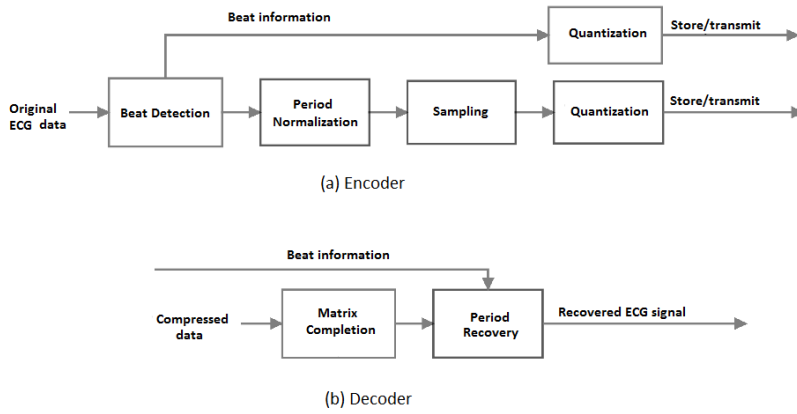 Beat information
Quantization
Store/transmit
Original
ECG data
Beat Detection
Period
Normalization
Sampling
Quantization
Store/transmit
(a) Encoder
Beat information
Compressed
data
Matrix
Completion
Period
Recovery
Recovered ECG signal
(b) Decoder